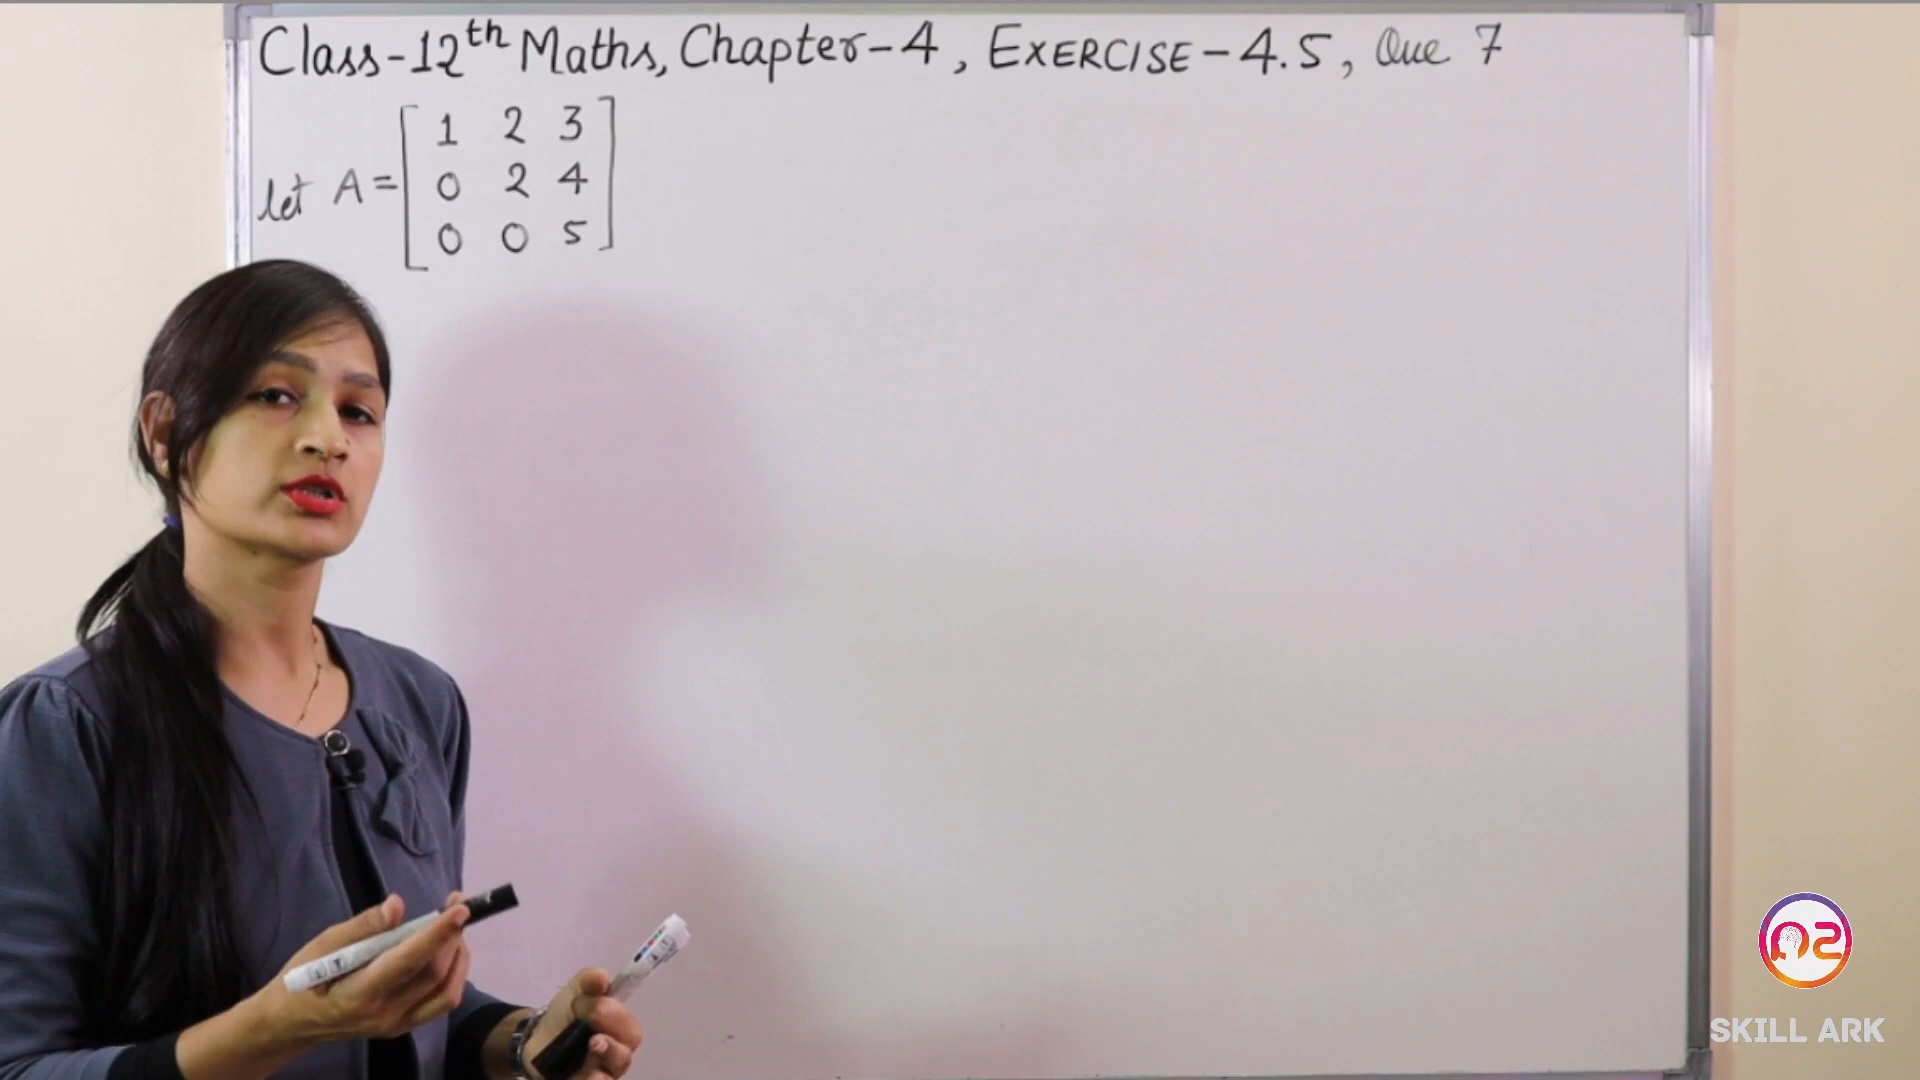 Class-12th Maths, Chapter-4, EXERCISE-4.5, Que 7
let A = [1 2 3
0 2 4
0 0 5]
SKILL ARK